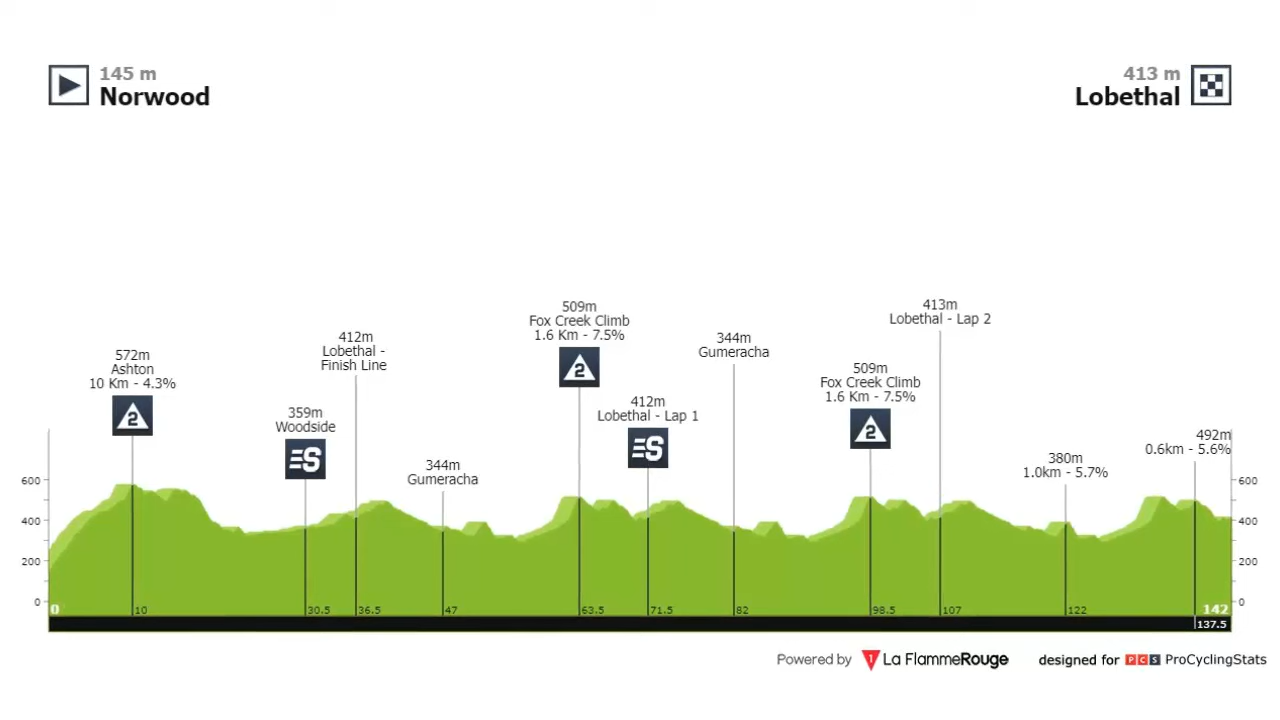 145 m
Norwood
413 m
Lobethal
572m
Ashton
10 Km - 4.3%
2
359m
Woodside
S
412m
Lobethal -
Finish Line
344m
Gumeracha
509m
Fox Creek Climb
1.6 Km - 7.5%
2
412m
Lobethal - Lap 1
S
344m
Gumeracha
509m
Fox Creek Climb
1.6 Km - 7.5%
2
413m
Lobethal - Lap 2
380m
1.0km - 5.7%
492m
0.6km - 5.6%
600
400
200
0
600
400
200
0
0
10
30.5
36.5
47
63.5
71.5
82
98.5
107
122
142
137.5
Powered by 1 La FlammeRouge
designed for PCS ProCyclingStats